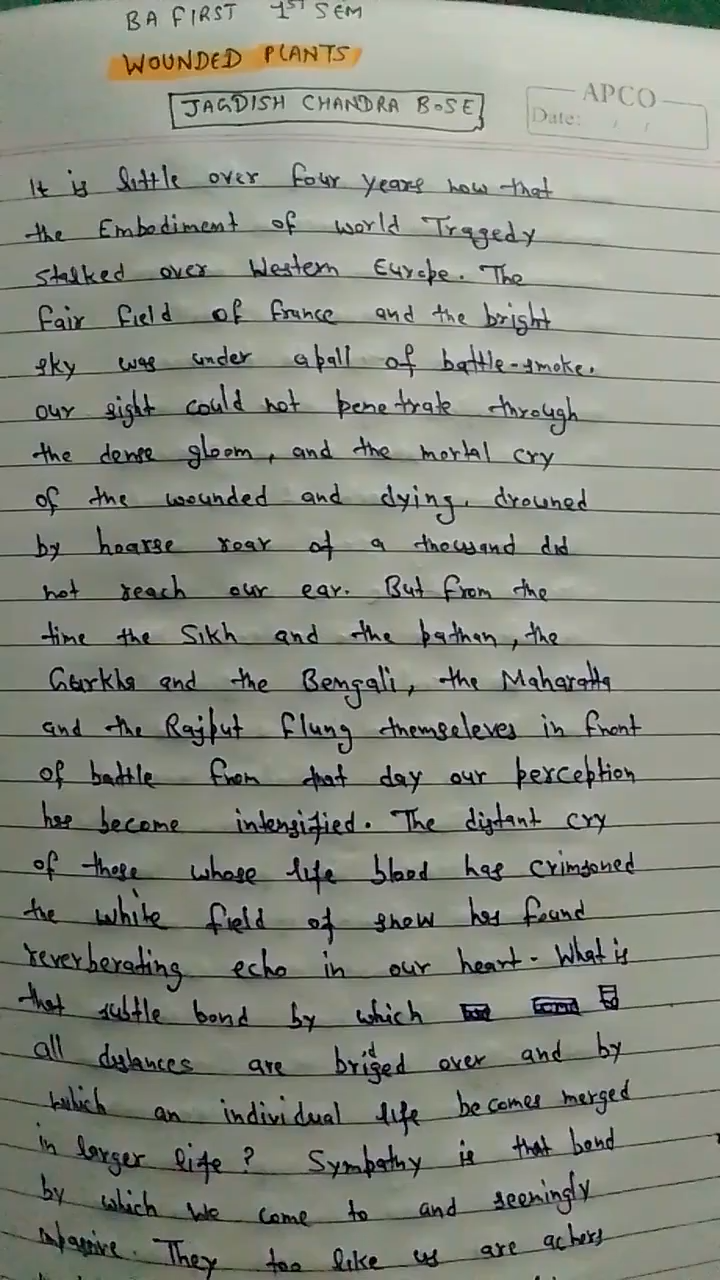 BA FIRST 1ST SEM
WOUNDED PLANTS
JAGDISH CHANDRA BOSE
APCO
Date: / /
It is little over four years now that
the Embodiment of world Tragedy
stalked over Western Europe. The
fair field of france and the bright
sky was under a pall of battle-smoke.
our sight could not penetrate through
the dense gloom, and the mortal cry
of the wounded and dying, drowned
by hoarse roar of a thousand did
not reach our ear. But from the
time the Sikh and the pathan, the
Gurkha and the Bengali, the Maharatta
and the Rajput flung themseleves in front
of battle from that day our perception
has become intensified. The distant cry
of those whose life blood has crimsoned
the white field of snow has found
reverberating echo in our heart. What is
that subtle bond by which
all distances are bridged over and by
which an individual life becomes merged
in larger life? Sympathy is that bond
by which we come to and seemingly
They too like us are acters